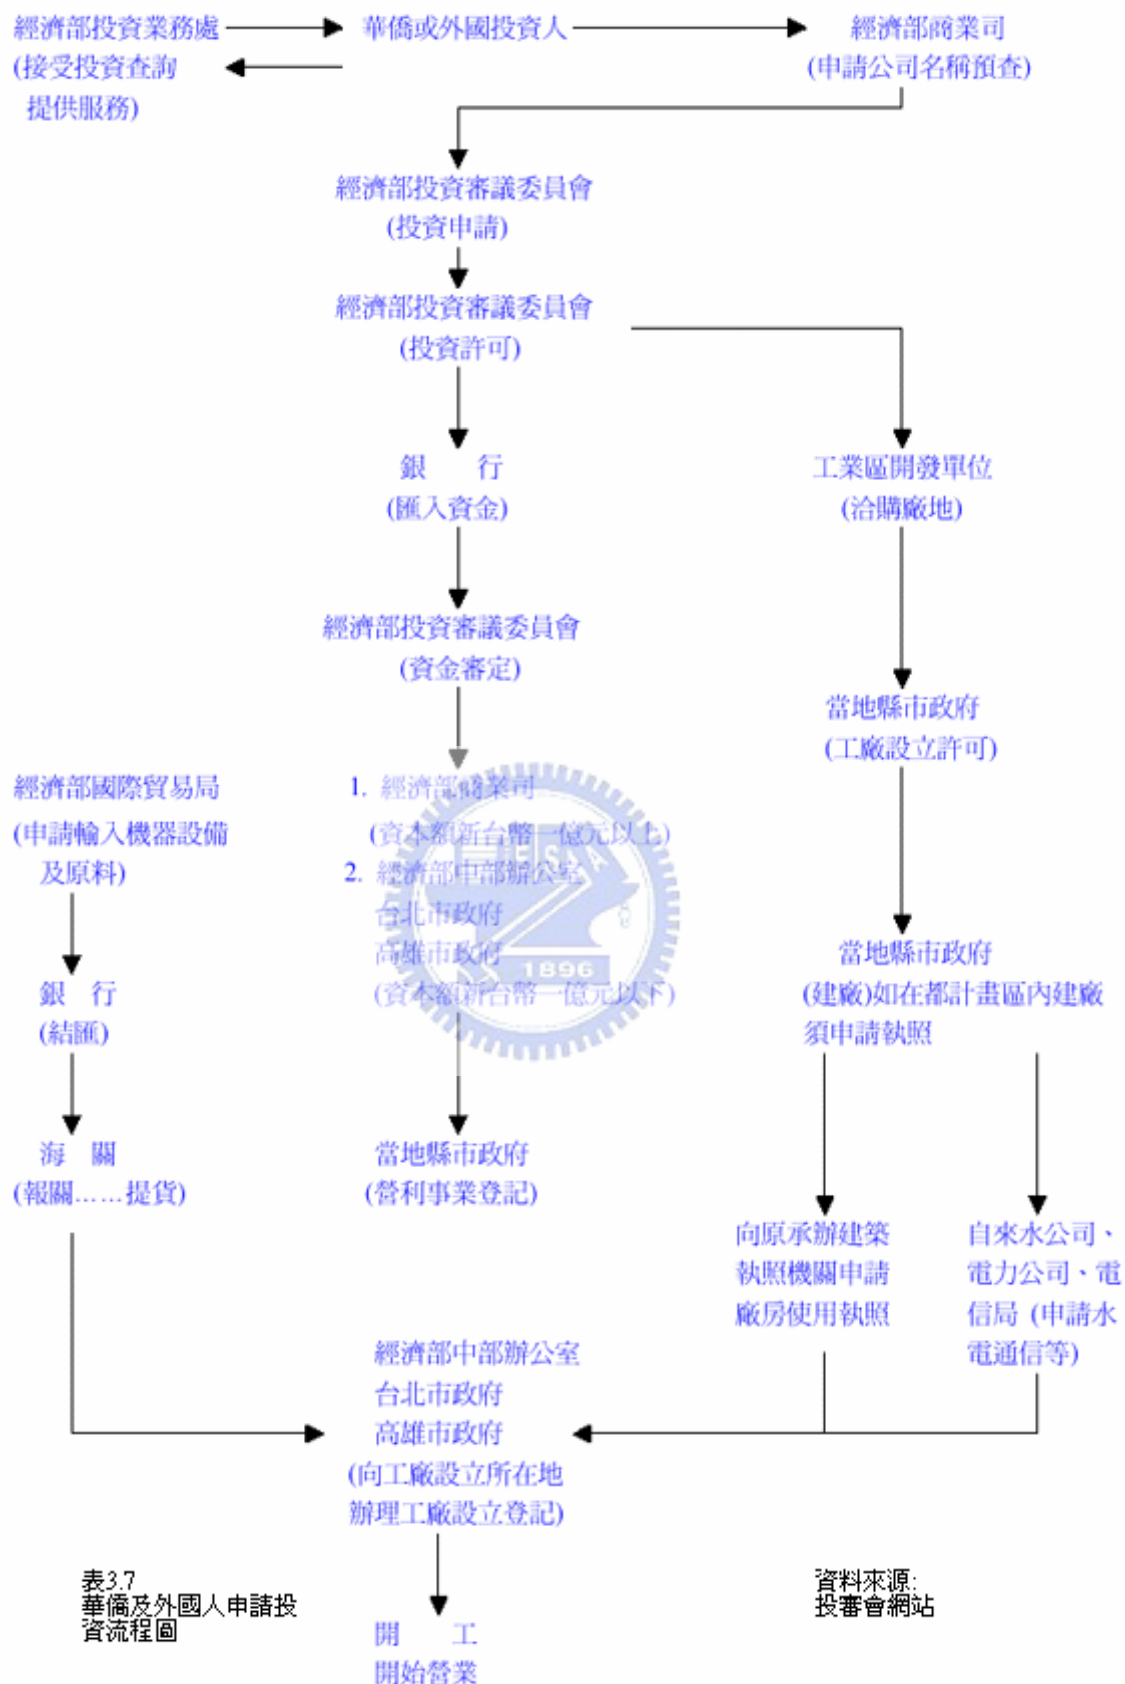 經濟部投資業務處
(接受投資查詢
提供服務)
華僑或外國投資人
經濟部商業司
(申請公司名稱預查)
經濟部投資審議委員會
(投資申請)
經濟部投資審議委員會
(投資許可)
銀 行
(匯入資金)
工業區開發單位
(洽購廠地)
經濟部投資審議委員會
(資金審定)
當地縣市政府
(工廠設立許可)
經濟部國際貿易局
(申請輸入機器設備
及原料)
1. 經濟部商業司
(資本額新台幣一億元以上)
2. 經濟部中部辦公室
台北市政府
高雄市政府
(資本額新台幣一億元以下)
1896
當地縣市政府
(建廠)如在都計畫區內建廠
須申請執照
銀 行
(結匯)
海 關
(報關……提貨)
當地縣市政府
(營利事業登記)
向原承辦建築
執照機關申請
廠房使用執照
自來水公司、
電力公司、電
信局 (申請水
電通信等)
經濟部中部辦公室
台北市政府
高雄市政府
(向工廠設立所在地
辦理工廠設立登記)
開 工
開始營業
表3.7
華僑及外國人申請投
資流程圖
資料來源:
投審會網站